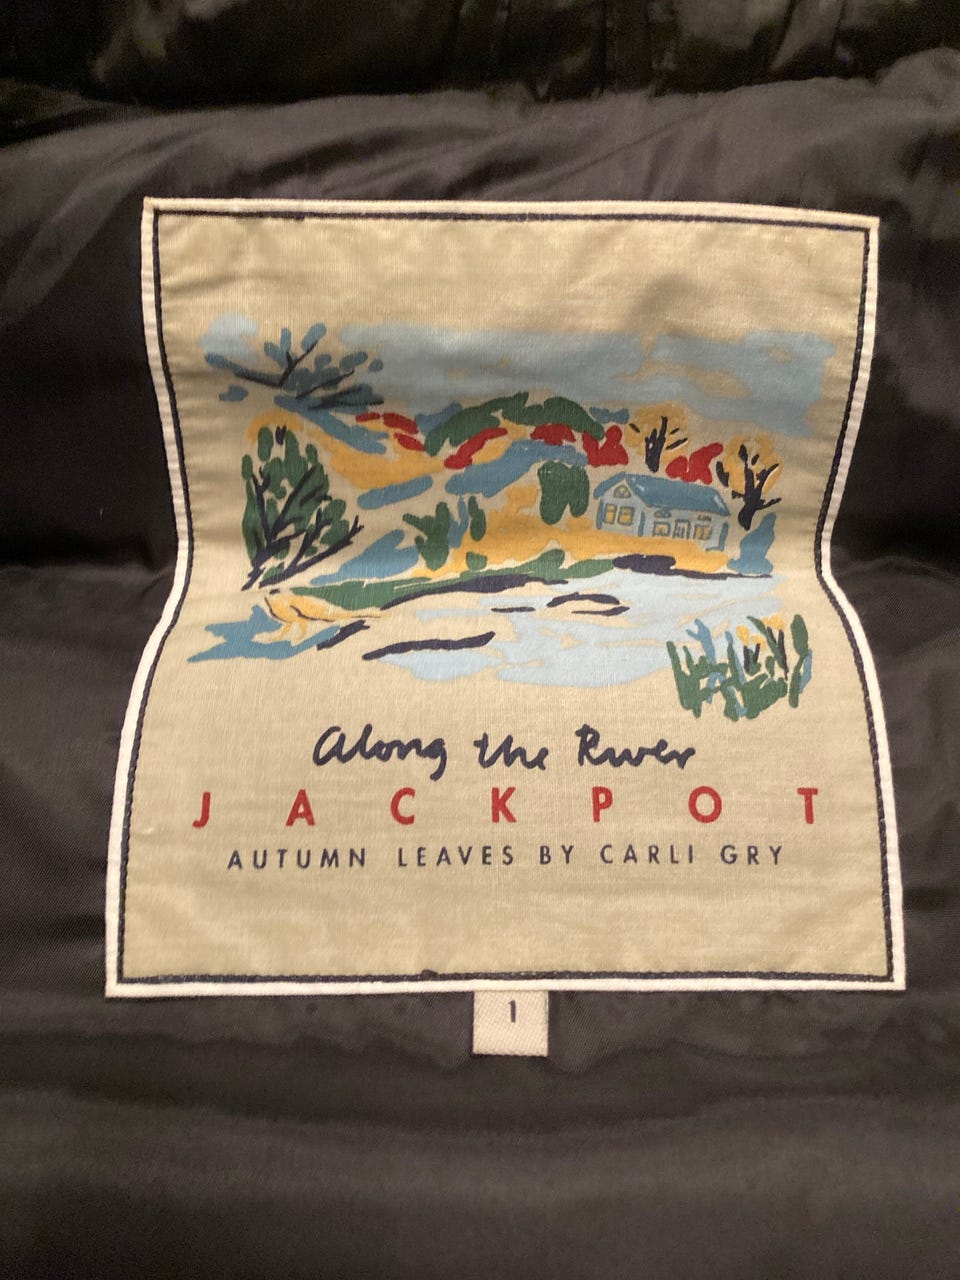 Along the River
JACKPOT
AUTUMN LEAVES BY CARLI GRY
1